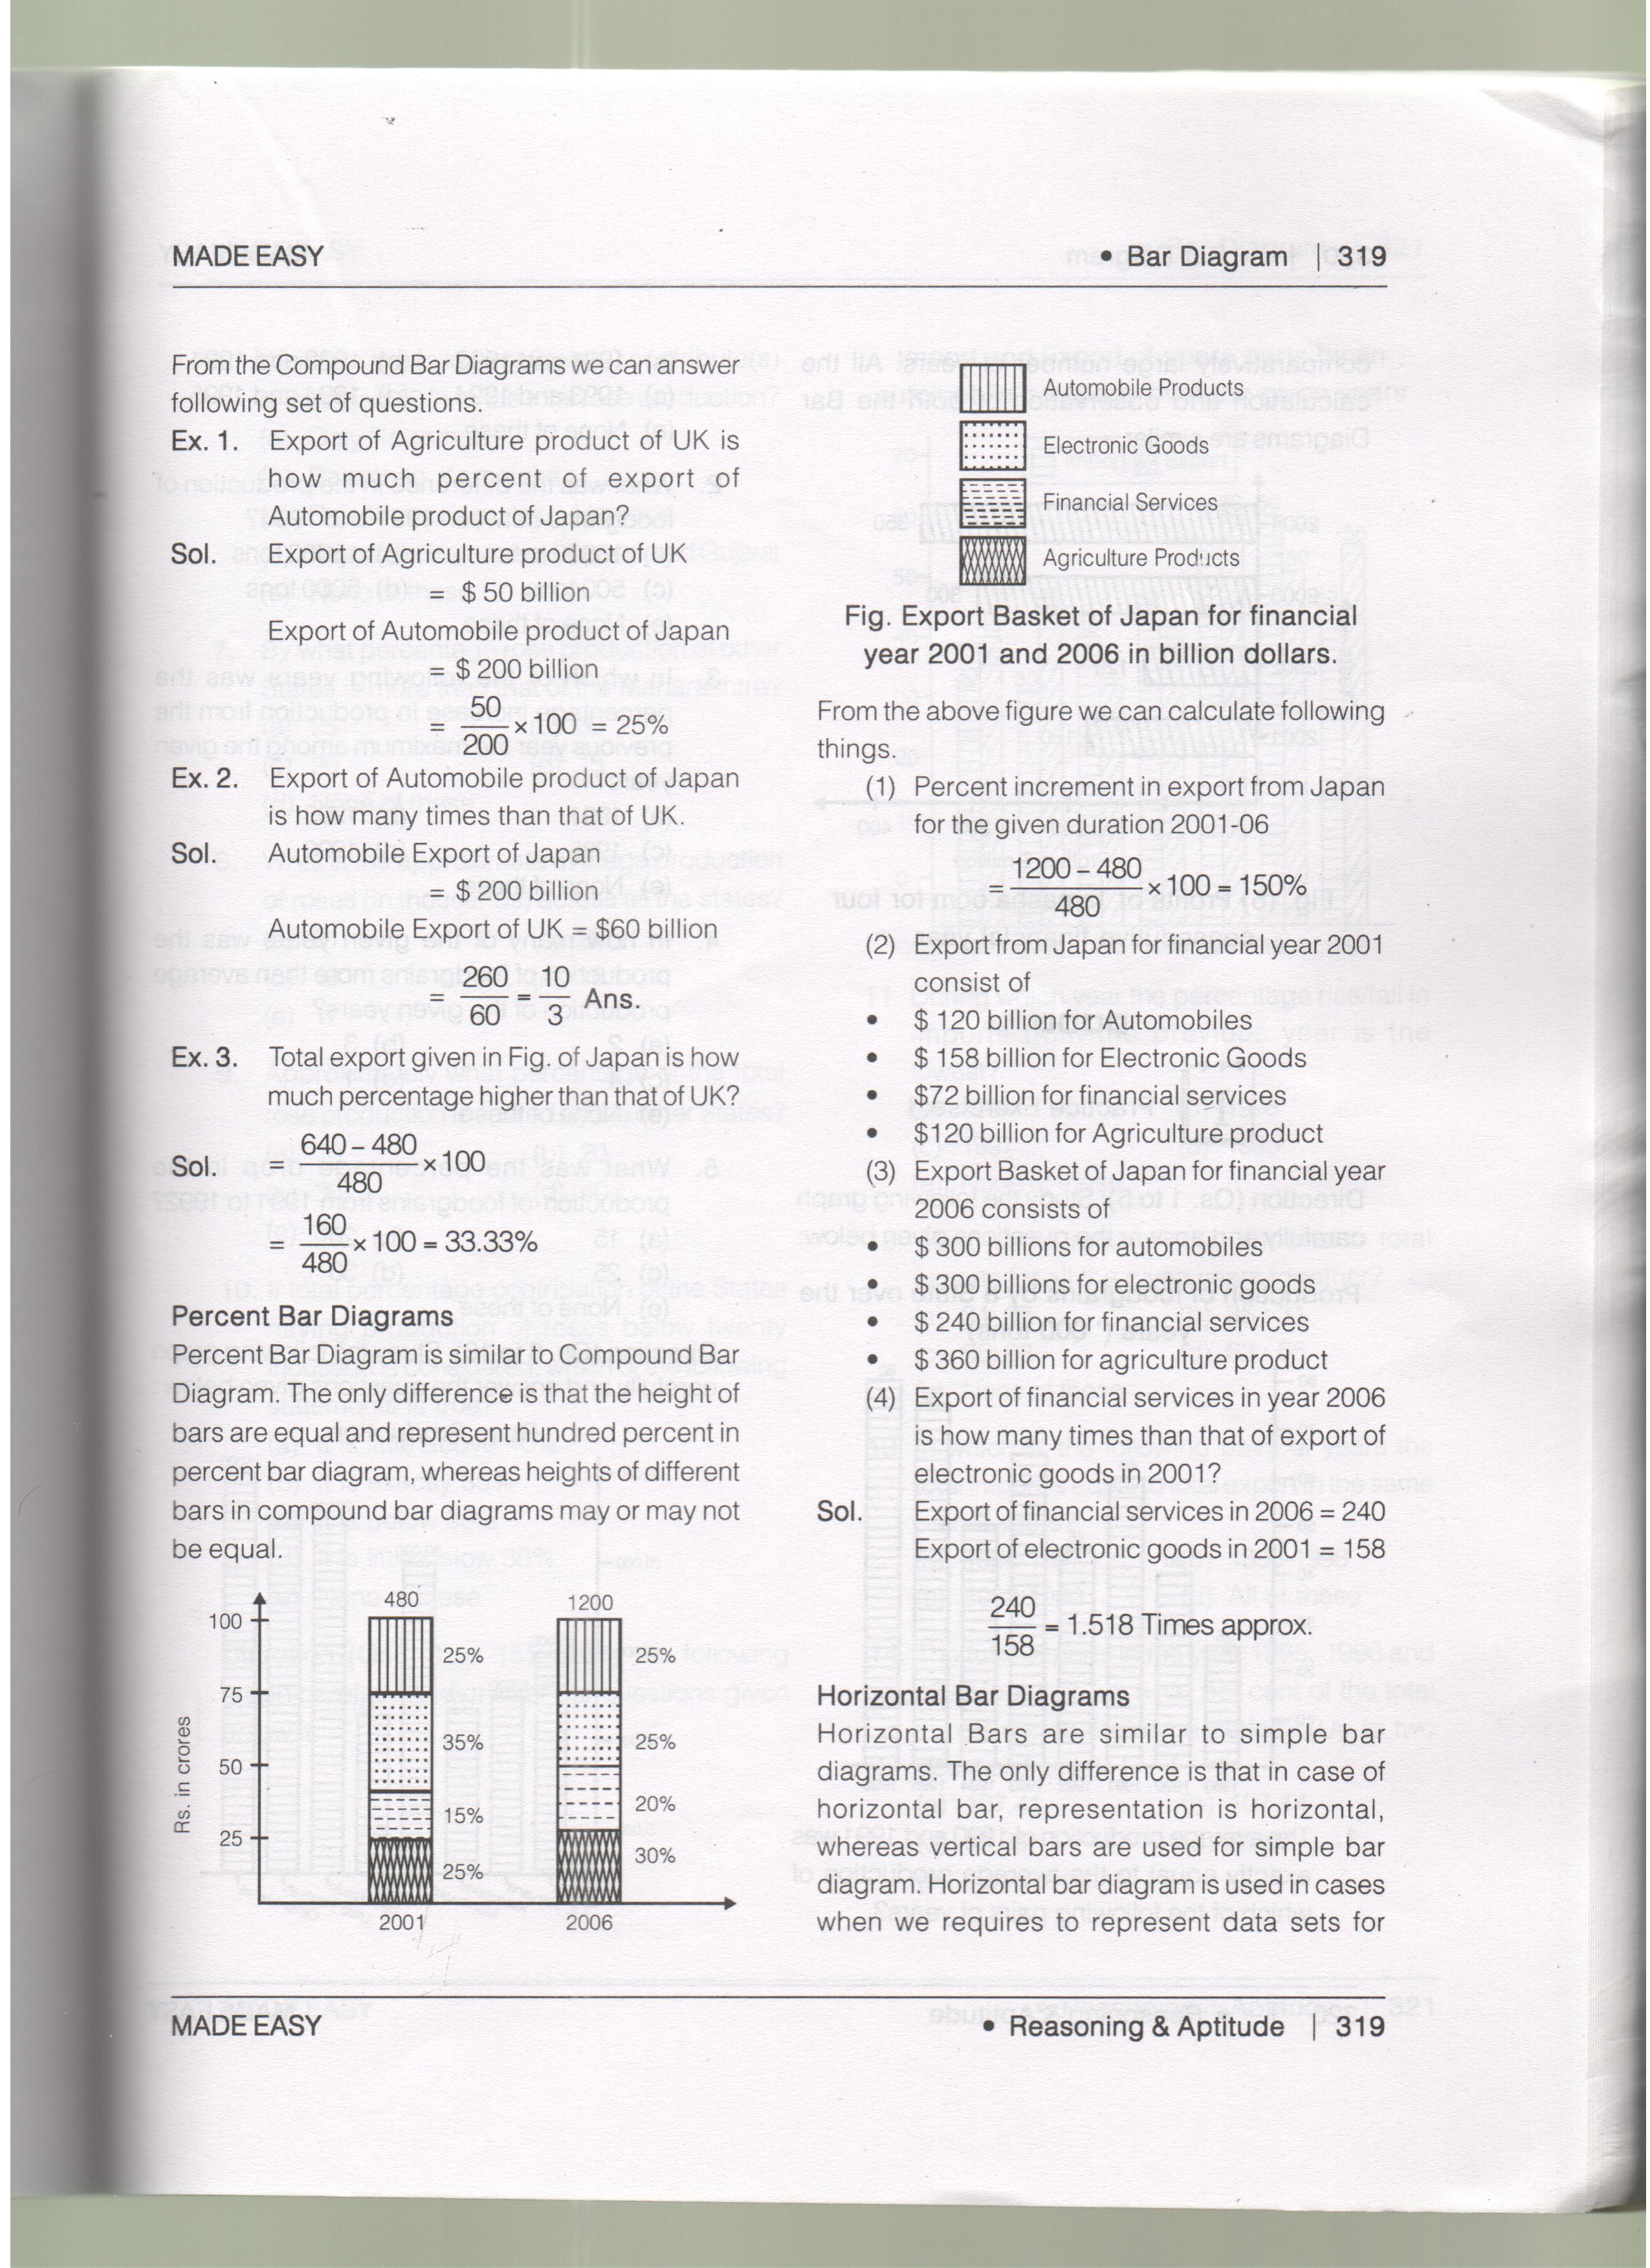 MADE EASY
• Bar Diagram | 319
From the Compound Bar Diagrams we can answer
following set of questions.
Ex. 1. Export of Agriculture product of UK is
how much percent of export of
Automobile product of Japan?
Sol. Export of Agriculture product of UK
= $ 50 billion
Export of Automobile product of Japan
= $ 200 billion
= 50/200 × 100 = 25%
Ex. 2. Export of Automobile product of Japan
is how many times than that of UK.
Sol. Automobile Export of Japan
= $ 200 billion
Automobile Export of UK = $60 billion
= 260/60 = 10/3 Ans.
Ex. 3. Total export given in Fig. of Japan is how
much percentage higher than that of UK?
Sol. = 640 – 480/480 × 100
= 160/480 × 100 = 33.33%
Percent Bar Diagrams
Percent Bar Diagram is similar to Compound Bar
Diagram. The only difference is that the height of
bars are equal and represent hundred percent in
percent bar diagram, whereas heights of different
bars in compound bar diagrams may or may not
be equal.
480 1200
100
25% 25%
75
35% 25%
50
15% 20%
25
25% 30%
Rs. in crores
2001 2006
Automobile Products
Electronic Goods
Financial Services
Agriculture Products
Fig. Export Basket of Japan for financial
year 2001 and 2006 in billion dollars.
From the above figure we can calculate following
things.
(1) Percent increment in export from Japan
for the given duration 2001-06
= 1200 – 480/480 × 100 = 150%
(2) Export from Japan for financial year 2001
consist of
• $ 120 billion for Automobiles
• $ 158 billion for Electronic Goods
• $72 billion for financial services
• $120 billion for Agriculture product
(3) Export Basket of Japan for financial year
2006 consists of
• $ 300 billions for automobiles
• $ 300 billions for electronic goods
• $ 240 billion for financial services
• $ 360 billion for agriculture product
(4) Export of financial services in year 2006
is how many times than that of export of
electronic goods in 2001?
Sol. Export of financial services in 2006 = 240
Export of electronic goods in 2001 = 158
240/158 = 1.518 Times approx.
Horizontal Bar Diagrams
Horizontal Bars are similar to simple bar
diagrams. The only difference is that in case of
horizontal bar, representation is horizontal,
whereas vertical bars are used for simple bar
diagram. Horizontal bar diagram is used in cases
when we requires to represent data sets for
MADE EASY
• Reasoning & Aptitude | 319